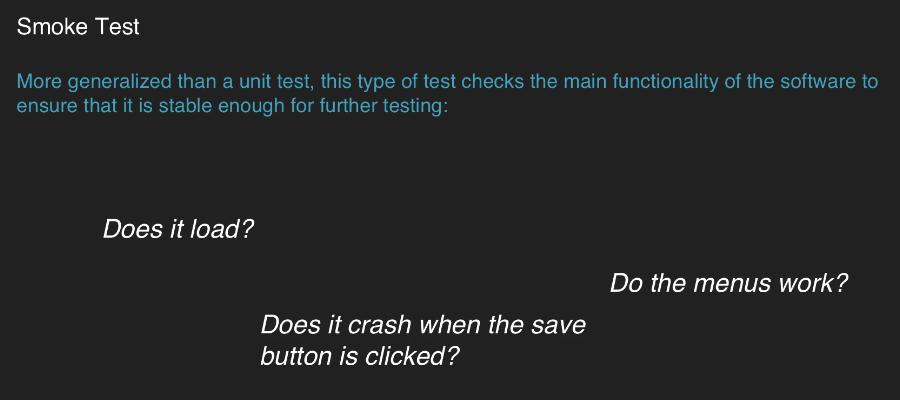 Smoke Test
More generalized than a unit test, this type of test checks the main functionality of the software to
ensure that it is stable enough for further testing:
Does it load?
Do the menus work?
Does it crash when the save
button is clicked?